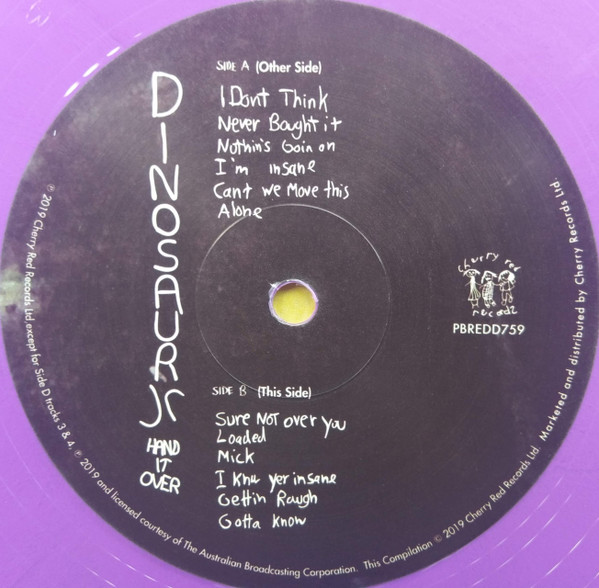 SIDE A (Other Side)
I Dont Think
Never Bought it
Nothin's Goin on
I'm insane
Cant we Move this
Alone
DINOSAUR JR
HAND
IT
OVER
Cherry red
records
PBREDD759
SIDE B (This Side)
Sure NOT over you
Loaded
Mick
I Know yer insane
Gettin Rough
Gotta know
℗ 2019 Cherry Red Records Ltd except for Side D tracks 3 & 4, ℗ 2019 and licensed courtesy of The Australian Broadcasting Corporation. This Compilation © 2019 Cherry Red Records Ltd. Marketed and distributed by Cherry Records Ltd.